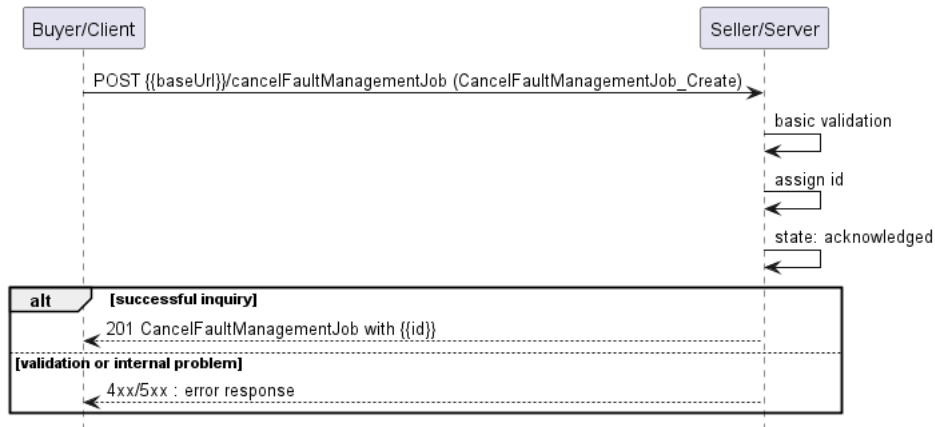 Buyer/Client
Seller/Server
POST {{baseUrl}}/cancelFaultManagementJob (CancelFaultManagementJob_Create)
basic validation
assign id
state: acknowledged
alt
[successful inquiry]
201 CancelFaultManagementJob with {{id}}
[validation or internal problem]
4xx/5xx : error response